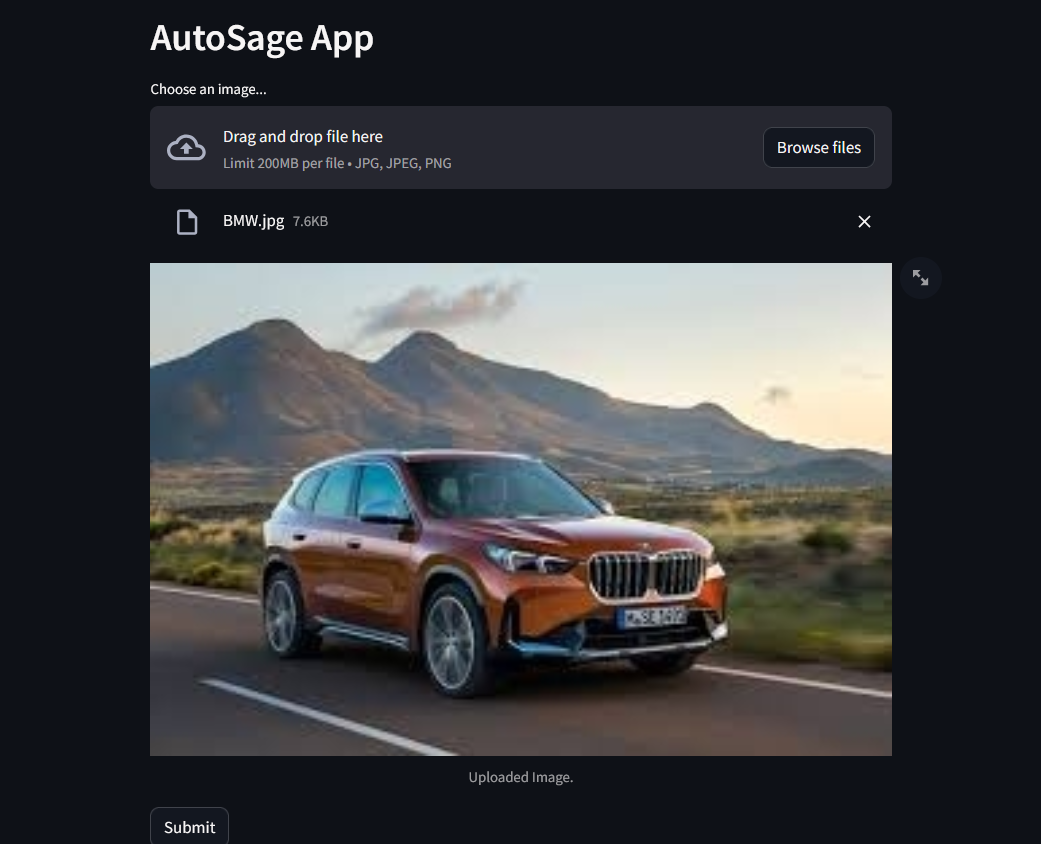 AutoSage App
Choose an image...
Drag and drop file here
Limit 200MB per file • JPG, JPEG, PNG
Browse files
BMW.jpg 7.6KB
Uploaded Image.
Submit